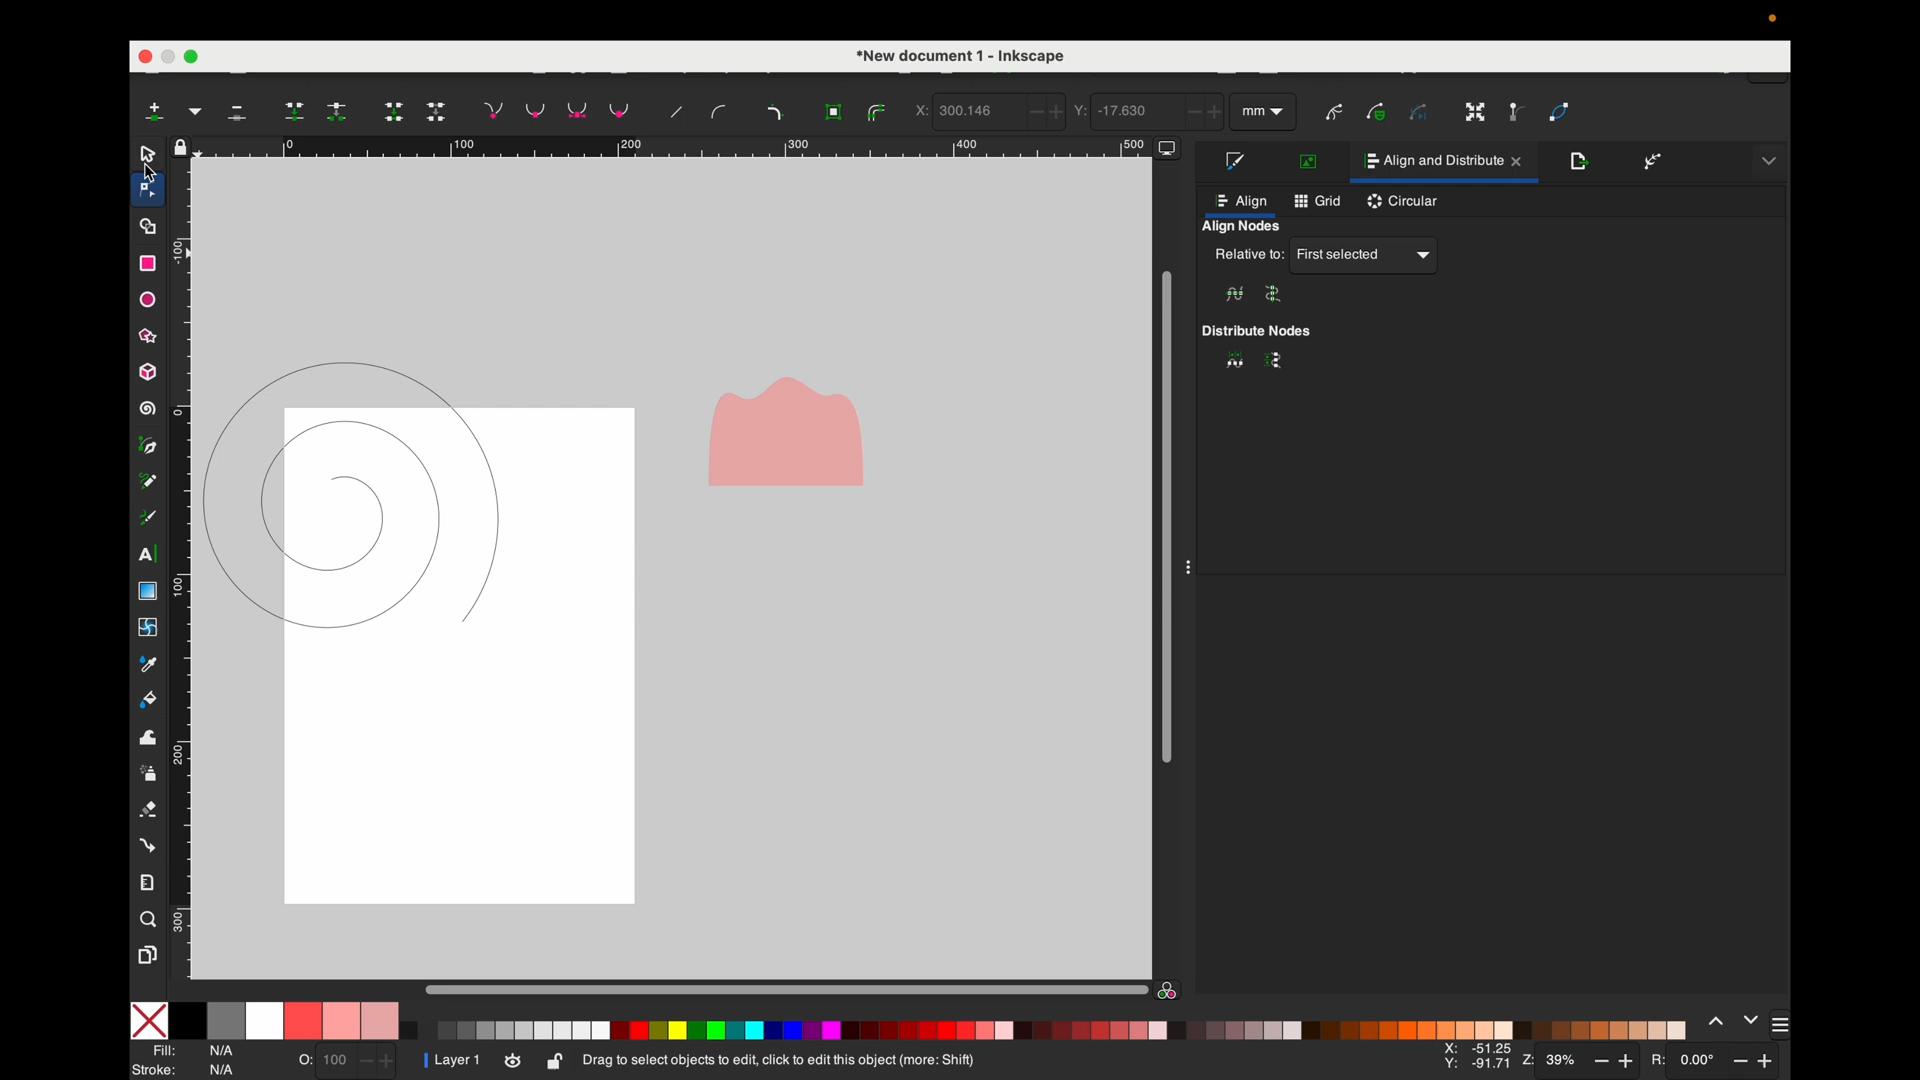 *New document 1 - Inkscape
X: 300.146 Y: -17.630 mm
0 100 200 300 400 500
Align and Distribute
Align Grid Circular
Align Nodes
Relative to: First selected
Distribute Nodes
-100
0
100
200
300
A
Fill: N/A
Stroke: N/A
O: 100
Layer 1
Drag to select objects to edit, click to edit this object (more: Shift)
X: -51.25
Y: -91.71
Z: 39%
R: 0.00°